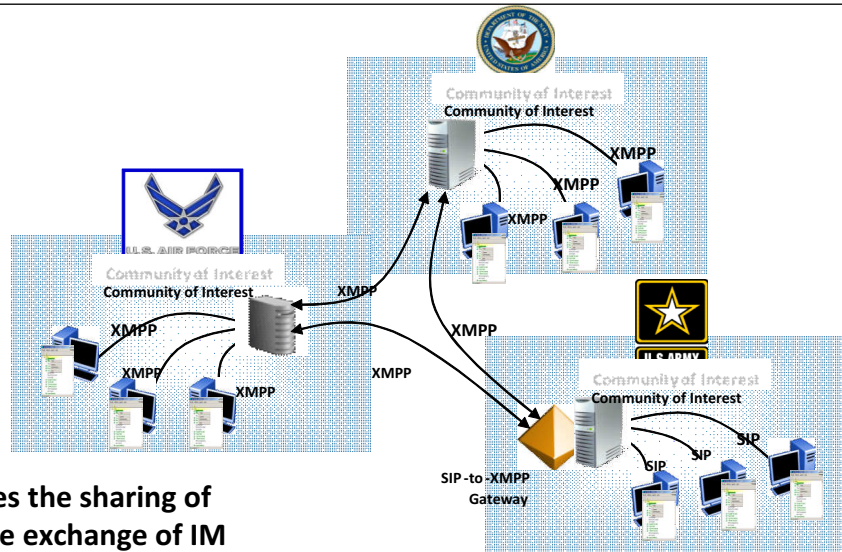 Community of Interest
Community of Interest
XMPP
XMPP
XMPP
U.S. AIR FORCE
Community of Interest
Community of Interest
XMPP
XMPP
XMPP
XMPP
XMPP
XMPP
U.S. ARMY
Community of Interest
Community of Interest
SIP
SIP
SIP
SIP -to -XMPP
Gateway
es the sharing of
e exchange of IM